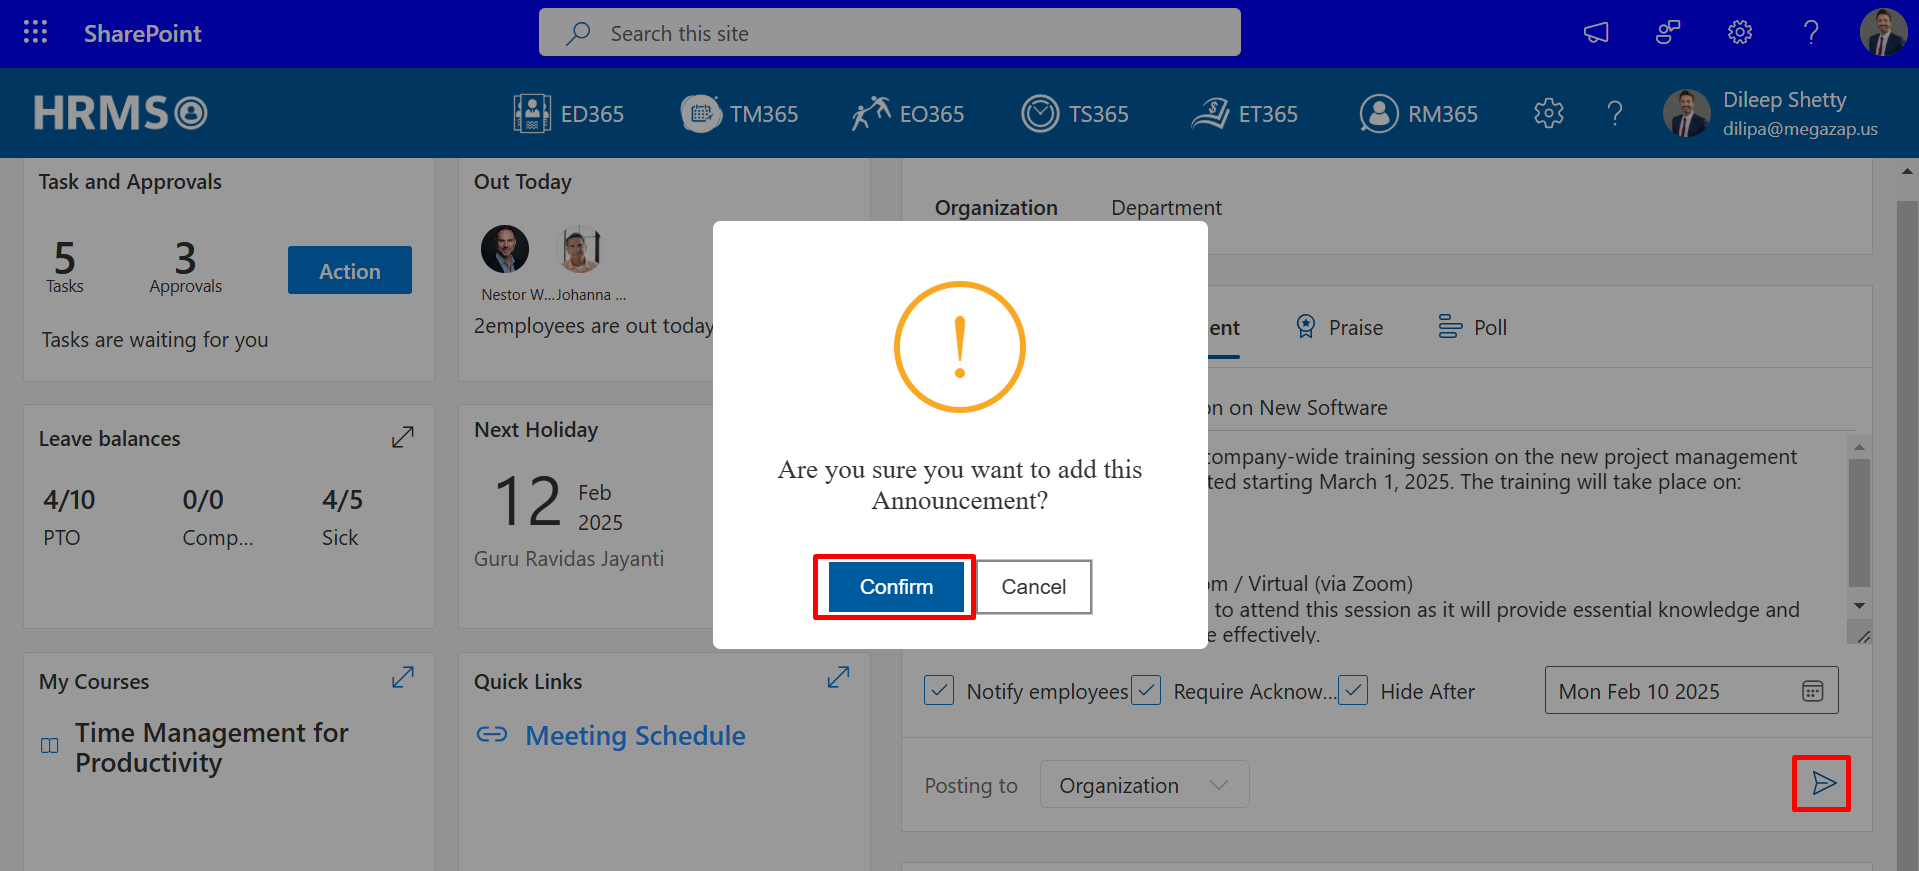 SharePoint
Search this site
HRMS
ED365
TM365
EO365
TS365
ET365
RM365
Dileep Shetty
dilipa@megazap.us
Task and Approvals
5
Tasks
3
Approvals
Action
Tasks are waiting for you
Out Today
Nestor W...
Johanna ...
2employees are out today
Organization
Department
Praise
Poll
on New Software
company-wide training session on the new project management
starting March 1, 2025. The training will take place on:
/ Virtual (via Zoom)
to attend this session as it will provide essential knowledge and
effectively.
Are you sure you want to add this
Announcement?
Confirm
Cancel
Leave balances
4/10
PTO
0/0
Comp...
4/5
Sick
Next Holiday
12
Feb
2025
Guru Ravidas Jayanti
My Courses
Time Management for
Productivity
Quick Links
Meeting Schedule
Notify employees
Require Acknow...
Hide After
Mon Feb 10 2025
Posting to
Organization